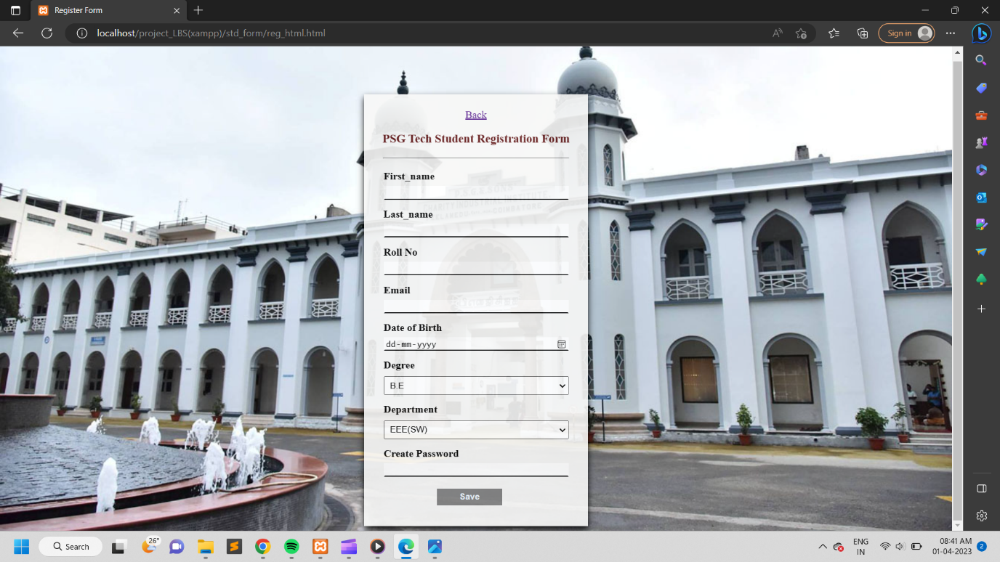 Register Form
localhost/project_LBS(xampp)/std_form/reg_html.html
Sign in
Back
PSG Tech Student Registration Form
First_name
Last_name
Roll No
Email
Date of Birth
dd-mm-yyyy
Degree
B.E
Department
EEE(SW)
Create Password
Save
26°
Search
ENG
IN
08:41 AM
01-04-2023
2